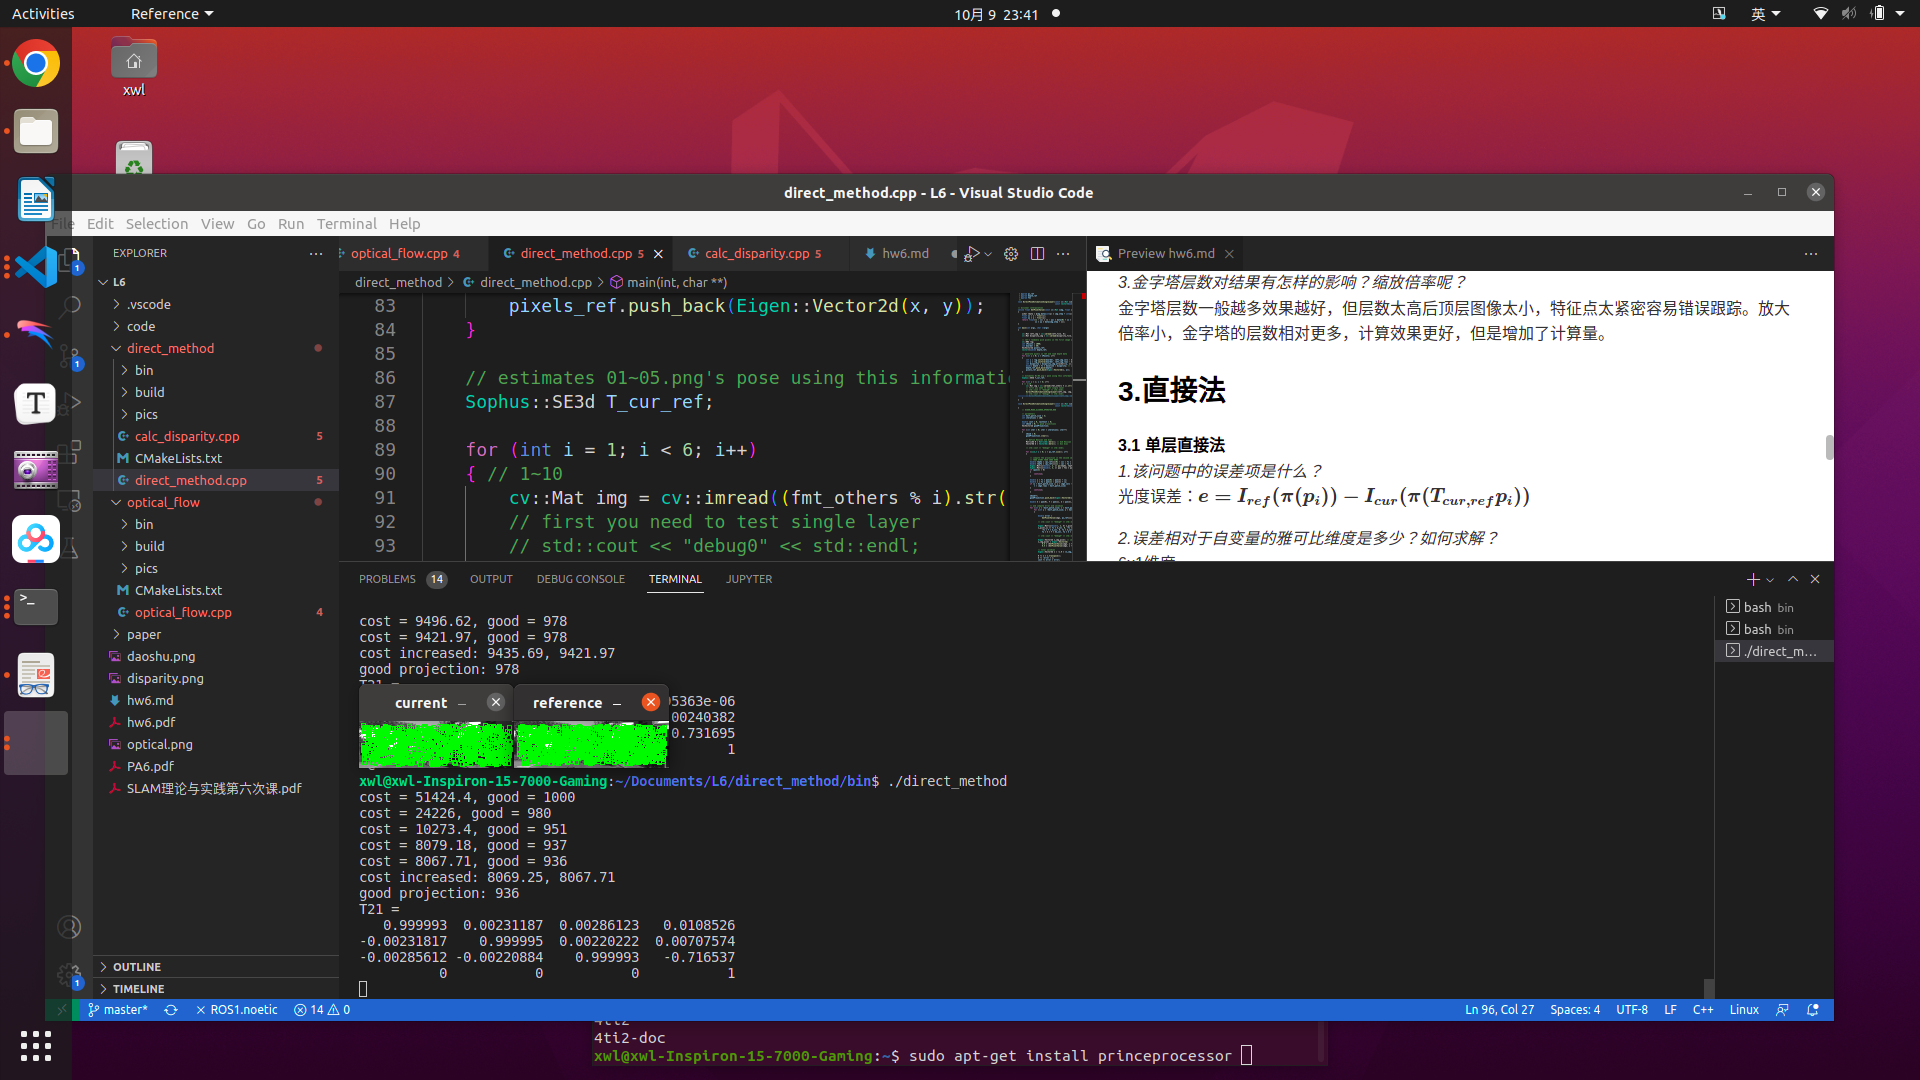 Activities
Reference
10月 9 23:41
英
xwl
direct_method.cpp - L6 - Visual Studio Code
File Edit Selection View Go Run Terminal Help
EXPLORER
L6
.vscode
code
direct_method
bin
build
pics
calc_disparity.cpp 5
CMakeLists.txt
direct_method.cpp 5
optical_flow
bin
build
pics
CMakeLists.txt
optical_flow.cpp 4
paper
daoshu.png
disparity.png
hw6.md
hw6.pdf
optical.png
PA6.pdf
SLAM理论与实践第六次课.pdf
OUTLINE
TIMELINE
1
1
1
optical_flow.cpp 4
direct_method.cpp 5
calc_disparity.cpp 5
hw6.md
direct_method > direct_method.cpp > main(int, char **)
83 pixels_ref.push_back(Eigen::Vector2d(x, y));
84 }
85
86 // estimates 01~05.png's pose using this informati
87 Sophus::SE3d T_cur_ref;
88
89 for (int i = 1; i < 6; i++)
90 { // 1~10
91 cv::Mat img = cv::imread((fmt_others % i).str(
92 // first you need to test single layer
93 // std::cout << "debug0" << std::endl;
Preview hw6.md
3.金字塔层数对结果有怎样的影响？缩放倍率呢？
金字塔层数一般越多效果越好，但层数太高后顶层图像太小，特征点太紧密容易错误跟踪。放大
倍率小，金字塔的层数相对更多，计算效果更好，但是增加了计算量。
3.直接法
3.1 单层直接法
1.该问题中的误差项是什么？
光度误差：e = I_ref(π(p_i)) − I_cur(π(T_cur,ref p_i))
2.误差相对于自变量的雅可比维度是多少？如何求解？
PROBLEMS 14 OUTPUT DEBUG CONSOLE TERMINAL JUPYTER
bash bin
bash bin
./direct_m...
cost = 9496.62, good = 978
cost = 9421.97, good = 978
cost increased: 9435.69, 9421.97
good projection: 978
T21 =
05363e-06
00240382
0.731695
1
current
reference
xwl@xwl-Inspiron-15-7000-Gaming:~/Documents/L6/direct_method/bin$ ./direct_method
cost = 51424.4, good = 1000
cost = 24226, good = 980
cost = 10273.4, good = 951
cost = 8079.18, good = 937
cost = 8067.71, good = 936
cost increased: 8069.25, 8067.71
good projection: 936
T21 =
0.999993 0.00231187 0.00286123 0.0108526
-0.00231817 0.999995 0.00220222 0.00707574
-0.00285612 -0.00220884 0.999993 -0.716537
0 0 0 1
master* ROS1.noetic 14 0
Ln 96, Col 27 Spaces: 4 UTF-8 LF C++ Linux
4ti2
4ti2-doc
xwl@xwl-Inspiron-15-7000-Gaming:~$ sudo apt-get install princeprocessor